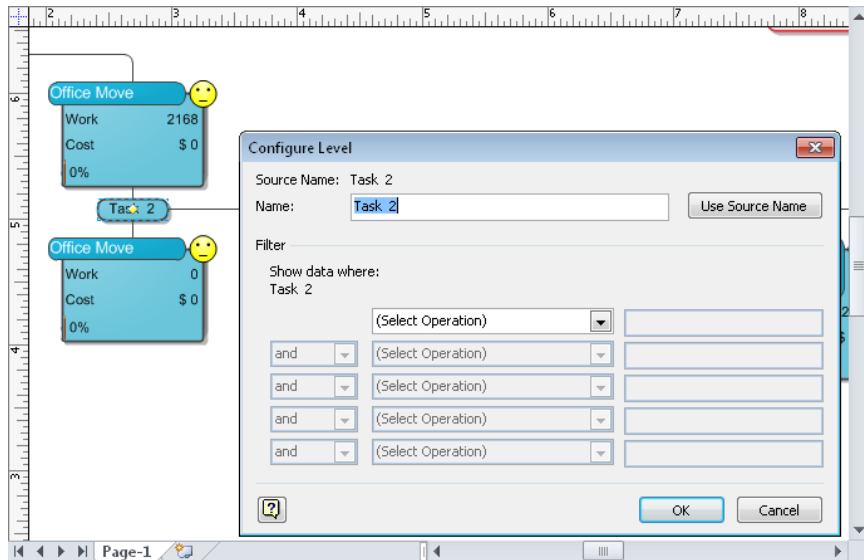 2 3 4 5 6 7 8
6
5
4
3
Office Move
Work 2168
Cost $ 0
0%
Task 2
Office Move
Work 0
Cost $ 0
0%
Configure Level
Source Name: Task 2
Name: Task 2 Use Source Name
Filter
Show data where:
Task 2
(Select Operation)
and (Select Operation)
and (Select Operation)
and (Select Operation)
and (Select Operation)
OK Cancel
2
$
Page-1